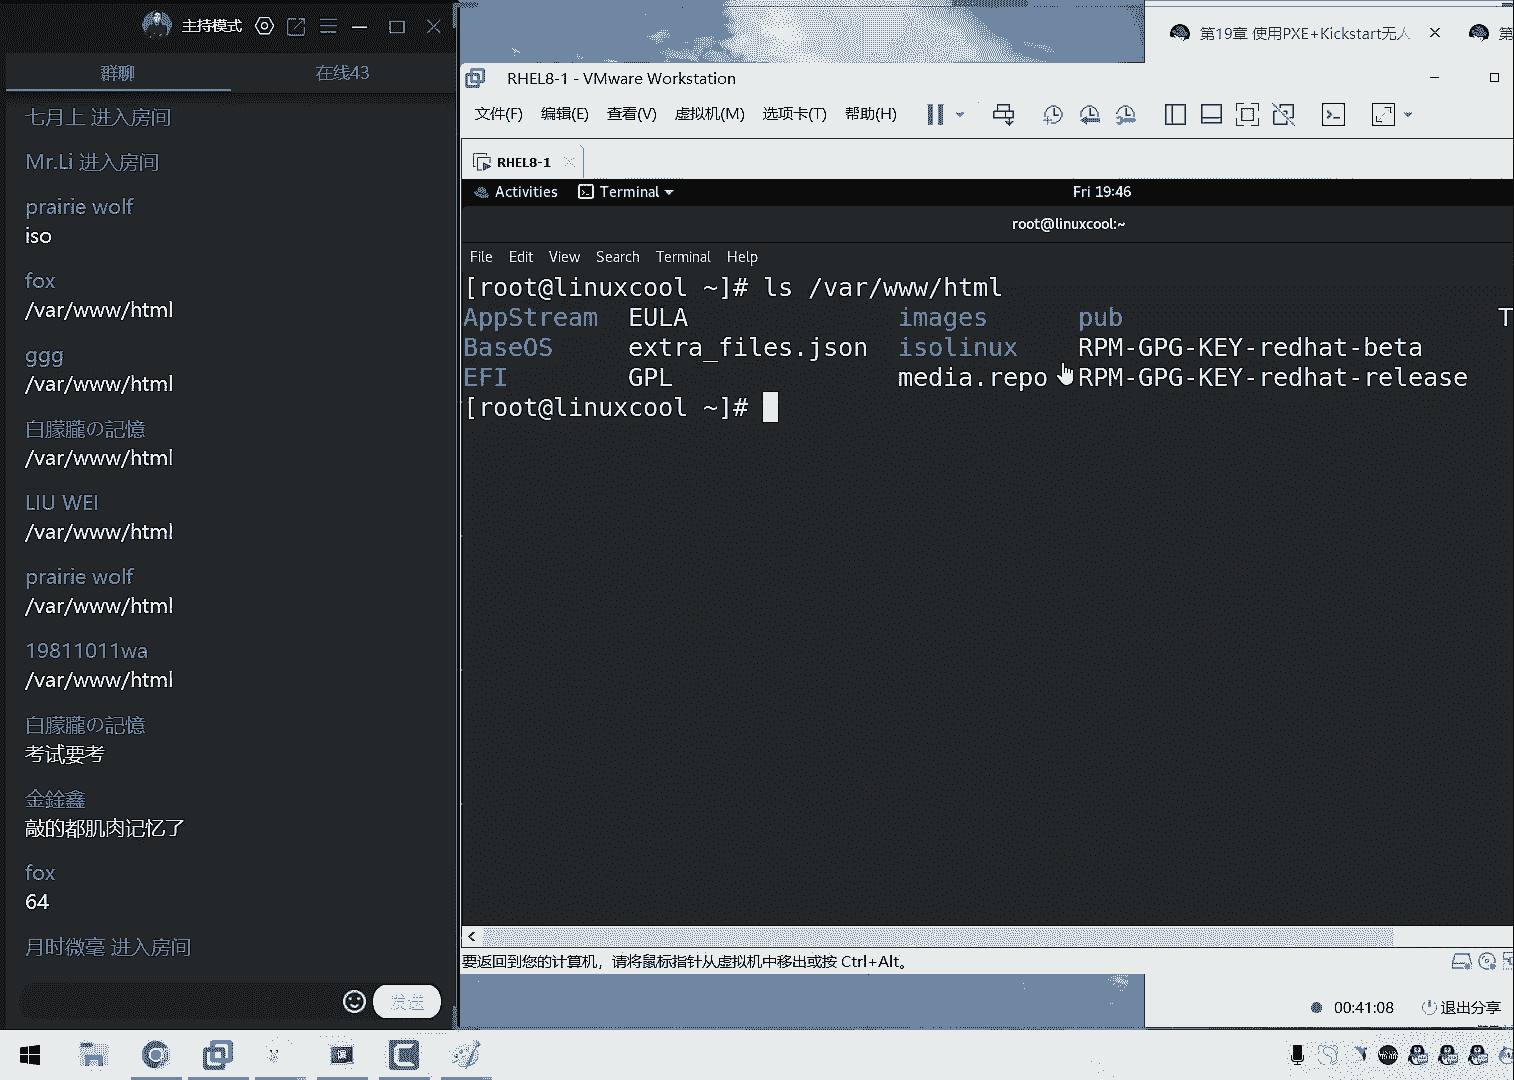 主持模式
群聊
在线43
七月上 进入房间
Mr.Li 进入房间
prairie wolf
iso
fox
/var/www/html
ggg
/var/www/html
白朦朧の記憶
/var/www/html
LIU WEI
/var/www/html
prairie wolf
/var/www/html
19811011wa
/var/www/html
白朦朧の記憶
考试要考
金銓鑫
敲的都肌肉记忆了
fox
64
月时微毫 进入房间
发送
第19章 使用PXE+Kickstart无人
第
RHEL8-1 - VMware Workstation
文件(F) 编辑(E) 查看(V) 虚拟机(M) 选项卡(T) 帮助(H)
RHEL8-1
Activities Terminal Fri 19:46
root@linuxcool:~
File Edit View Search Terminal Help
[root@linuxcool ~]# ls /var/www/html
AppStream EULA images pub T
BaseOS extra_files.json isolinux RPM-GPG-KEY-redhat-beta
EFI GPL media.repo RPM-GPG-KEY-redhat-release
[root@linuxcool ~]#
要返回到您的计算机，请将鼠标指针从虚拟机中移出或按 Ctrl+Alt。
00:41:08 退出分享